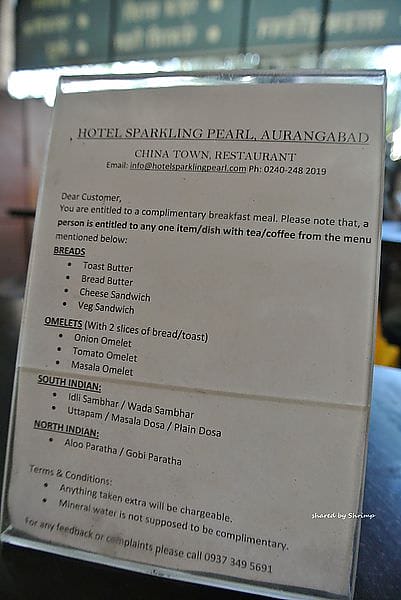 HOTEL SPARKLING PEARL, AURANGABAD
CHINA TOWN, RESTAURANT
Email: info@hotelsparklingpearl.com Ph: 0240-248 2019
Dear Customer,
You are entitled to a complimentary breakfast meal. Please note that, a
person is entitled to any one item/dish with tea/coffee from the menu
mentioned below:
BREADS
• Toast Butter
• Bread Butter
• Cheese Sandwich
• Veg Sandwich
OMELETS (With 2 slices of bread/toast)
• Onion Omelet
• Tomato Omelet
• Masala Omelet
SOUTH INDIAN:
• Idli Sambhar / Wada Sambhar
• Uttapam / Masala Dosa / Plain Dosa
NORTH INDIAN:
• Aloo Paratha / Gobi Paratha
Terms & Conditions:
• Anything taken extra will be chargeable.
• Mineral water is not supposed to be complimentary.
For any feedback or complaints please call 0937 349 5691
shared by Shrimp